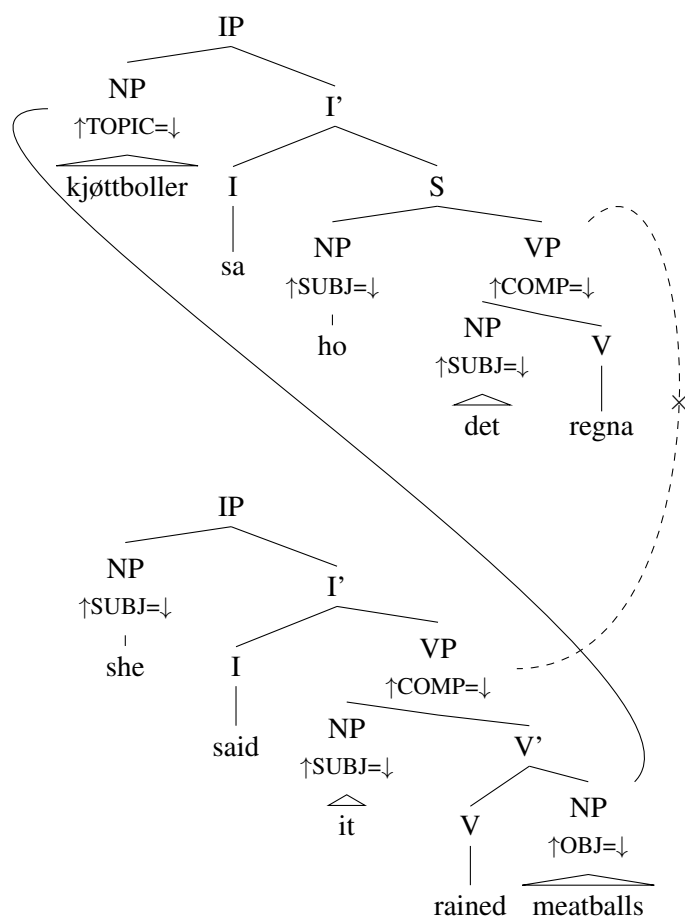 IP
NP
I'
↑TOPIC=↓
kjøttboller
I
S
sa
NP
VP
↑SUBJ=↓
↑COMP=↓
ho
NP
V
↑SUBJ=↓
det
regna
IP
NP
I'
↑SUBJ=↓
she
I
VP
↑COMP=↓
said
NP
V'
↑SUBJ=↓
it
V
NP
↑OBJ=↓
rained
meatballs